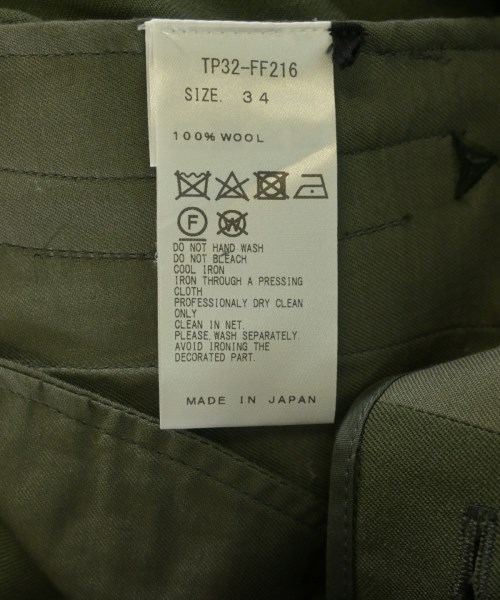 TP32-FF216
SIZE. 34
100% WOOL
F W
DO NOT HAND WASH
DO NOT BLEACH
COOL IRON
IRON THROUGH A PRESSING
CLOTH
PROFESSIONALY DRY CLEAN
ONLY
CLEAN IN NET.
PLEASE WASH SEPARATELY.
AVOID IRONING THE
DECORATED PART.
MADE IN JAPAN